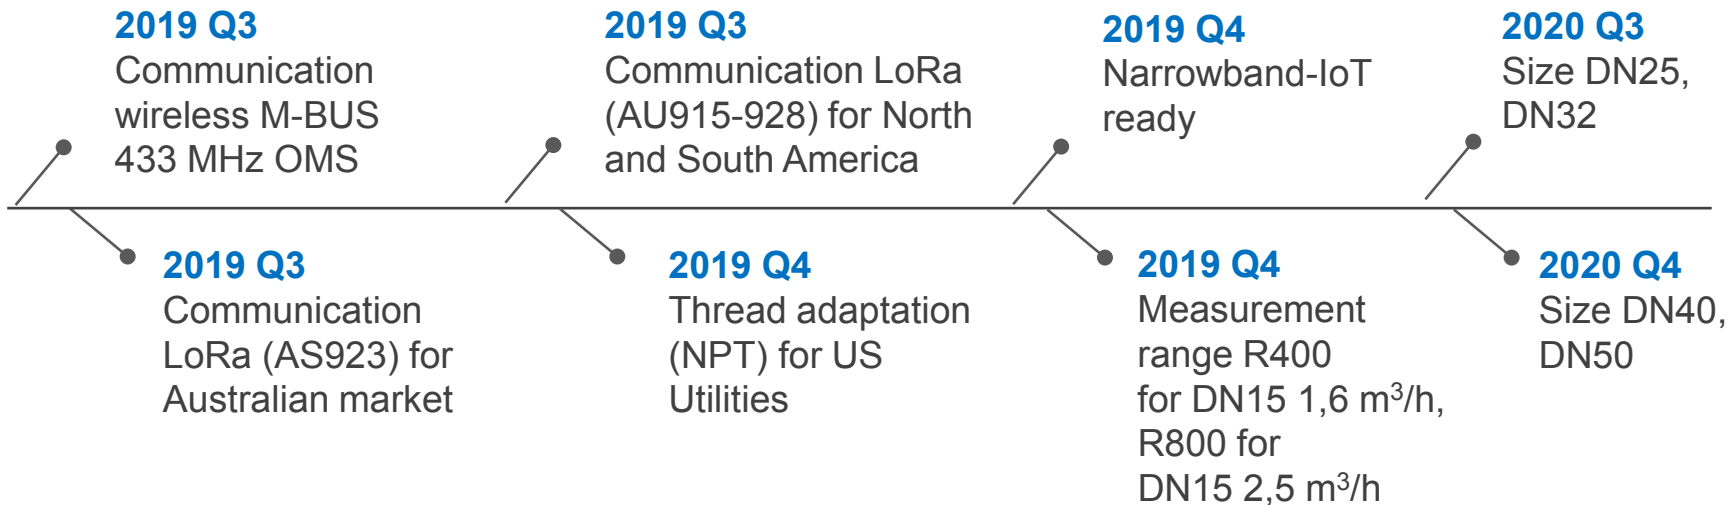 2019 Q3
Communication
wireless M-BUS
433 MHz OMS
2019 Q3
Communication
LoRa (AS923) for
Australian market
2019 Q3
Communication LoRa
(AU915-928) for North
and South America
2019 Q4
Thread adaptation
(NPT) for US
Utilities
2019 Q4
Narrowband-IoT
ready
2019 Q4
Measurement
range R400
for DN15 1,6 m³/h,
R800 for
DN15 2,5 m³/h
2020 Q3
Size DN25,
DN32
2020 Q4
Size DN40,
DN50